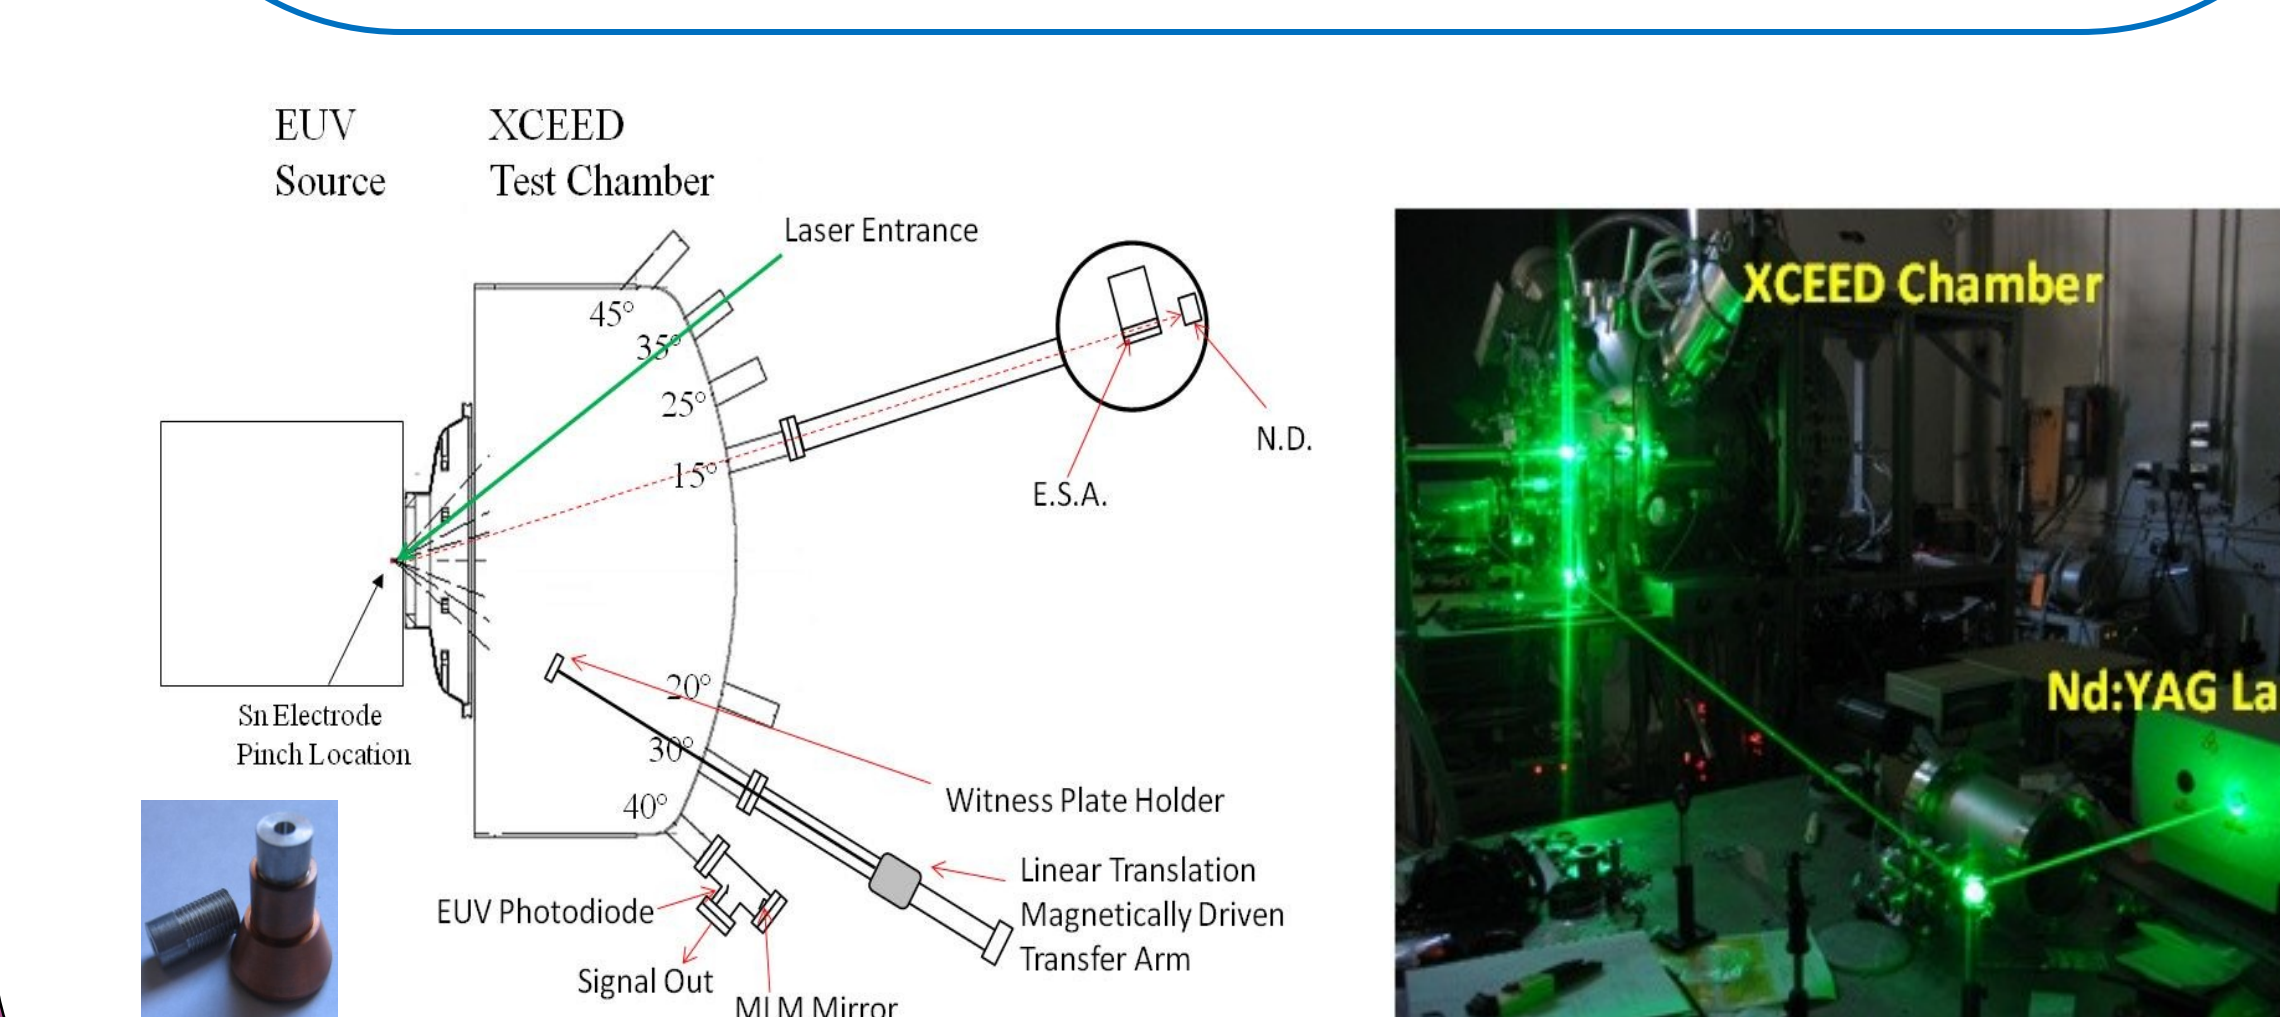 EUV
Source
XCEED
Test Chamber
Laser Entrance
45°
35°
25°
15°
N.D.
E.S.A.
20°
30°
40°
Sn Electrode
Pinch Location
Witness Plate Holder
Linear Translation
Magnetically Driven
Transfer Arm
EUV Photodiode
Signal Out
MLM Mirror
XCEED Chamber
Nd:YAG La